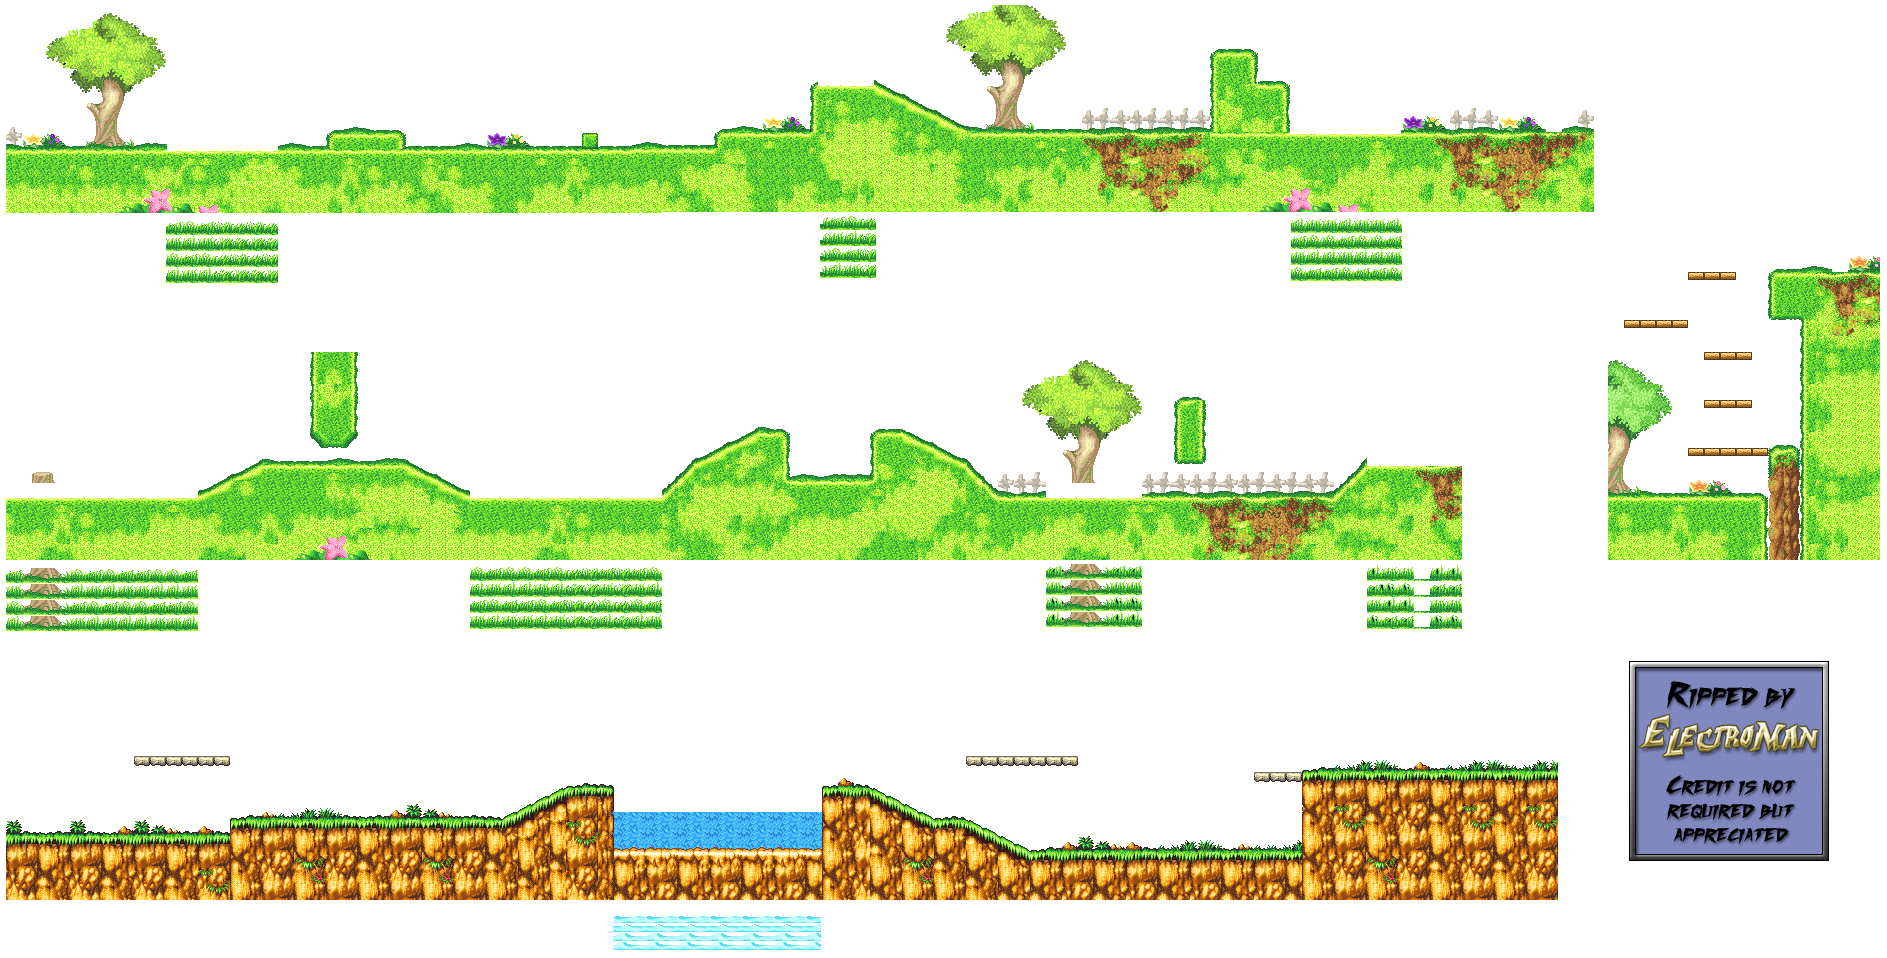 Ripped by
ElectroMan
Credit is not
required but
appreciated